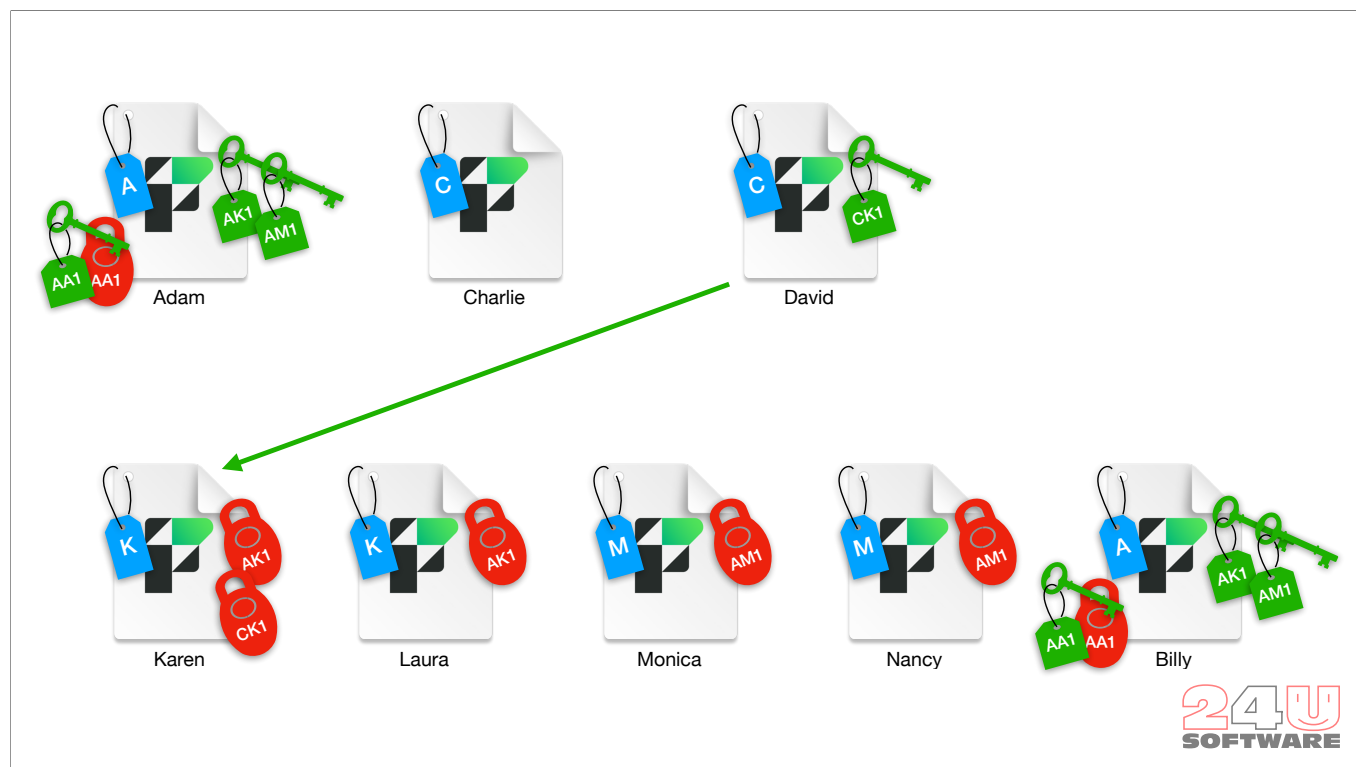 A
AK1
AM1
AA1
AA1
Adam
C
Charlie
C
CK1
David
K
AK1
CK1
Karen
K
AK1
Laura
M
AM1
Monica
M
AM1
Nancy
A
AK1
AM1
AA1
AA1
Billy
24U
SOFTWARE